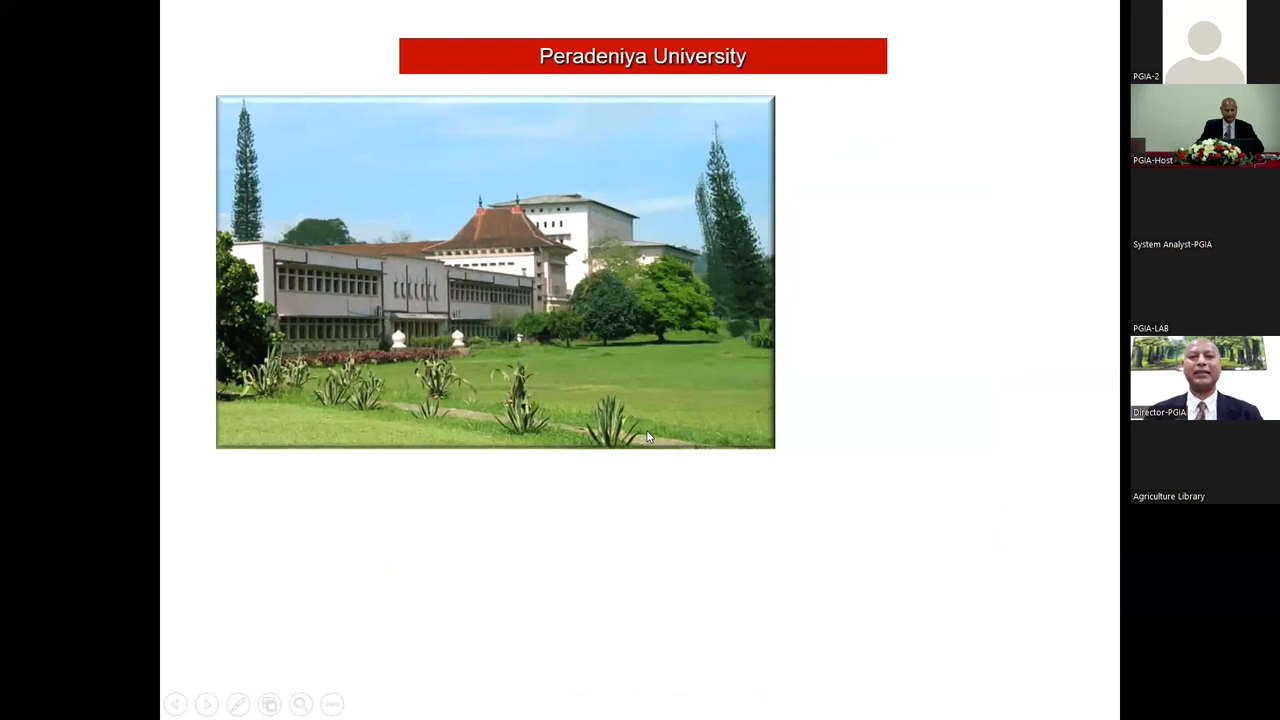 Peradeniya University
PGIA-2
PGIA-Host
System Analyst-PGIA
PGIA-LAB
Director-PGIA
Agriculture Library